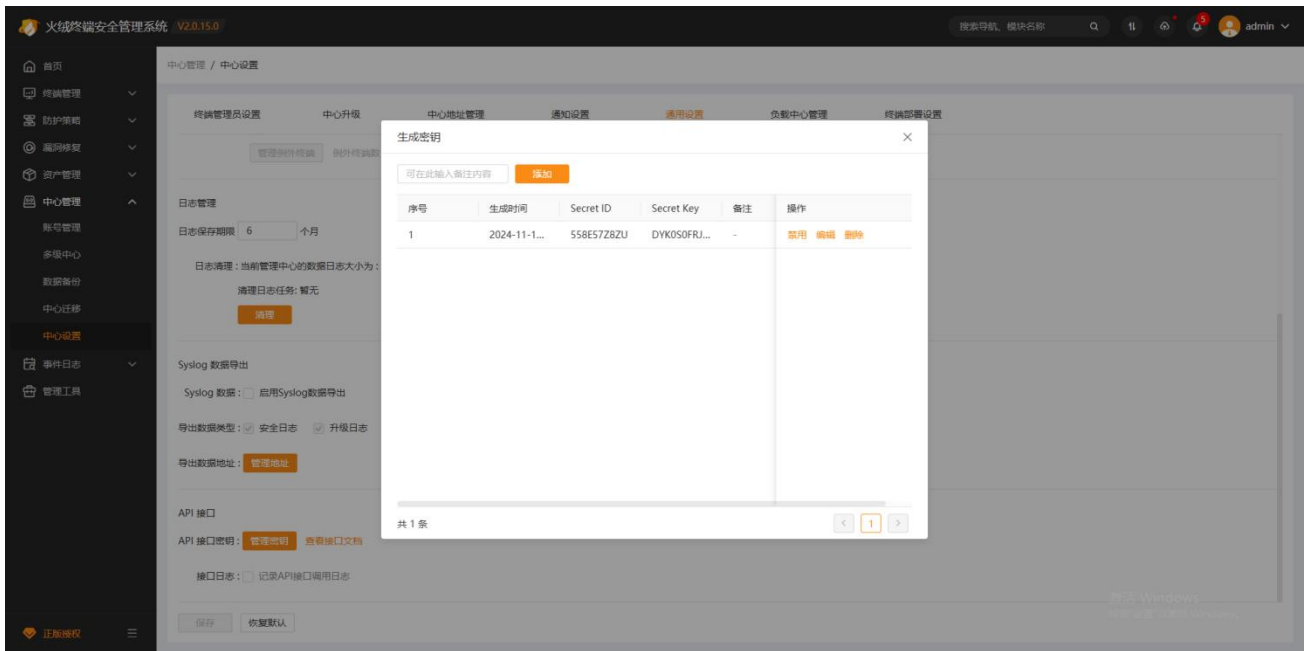 火绒终端安全管理系统 V2.0.15.0
搜索导航、模块名称
5
admin
首页
终端管理
防护策略
漏洞修复
资产管理
中心管理
账号管理
多级中心
数据备份
中心迁移
中心设置
事件日志
管理工具
正版授权
中心管理 / 中心设置
终端管理员设置 中心升级 中心地址管理 通知设置 通用设置 负载中心管理 终端部署设置
管理例外终端 例外终端数
日志管理
日志保存期限 6 个月
日志清理：当前管理中心的数据日志大小为：
清理日志任务: 暂无
清理
Syslog 数据导出
Syslog 数据： 启用Syslog数据导出
导出数据类型： 安全日志 升级日志
导出数据地址： 管理地址
API 接口
API 接口密钥： 管理密钥 查看接口文档
接口日志： 记录API接口调用日志
保存 恢复默认
生成密钥
可在此输入备注内容 添加
序号 生成时间 Secret ID Secret Key 备注 操作
1 2024-11-1... 558E57Z8ZU DYK0S0FRJ... - 禁用 编辑 删除
共 1 条
1
激活 Windows